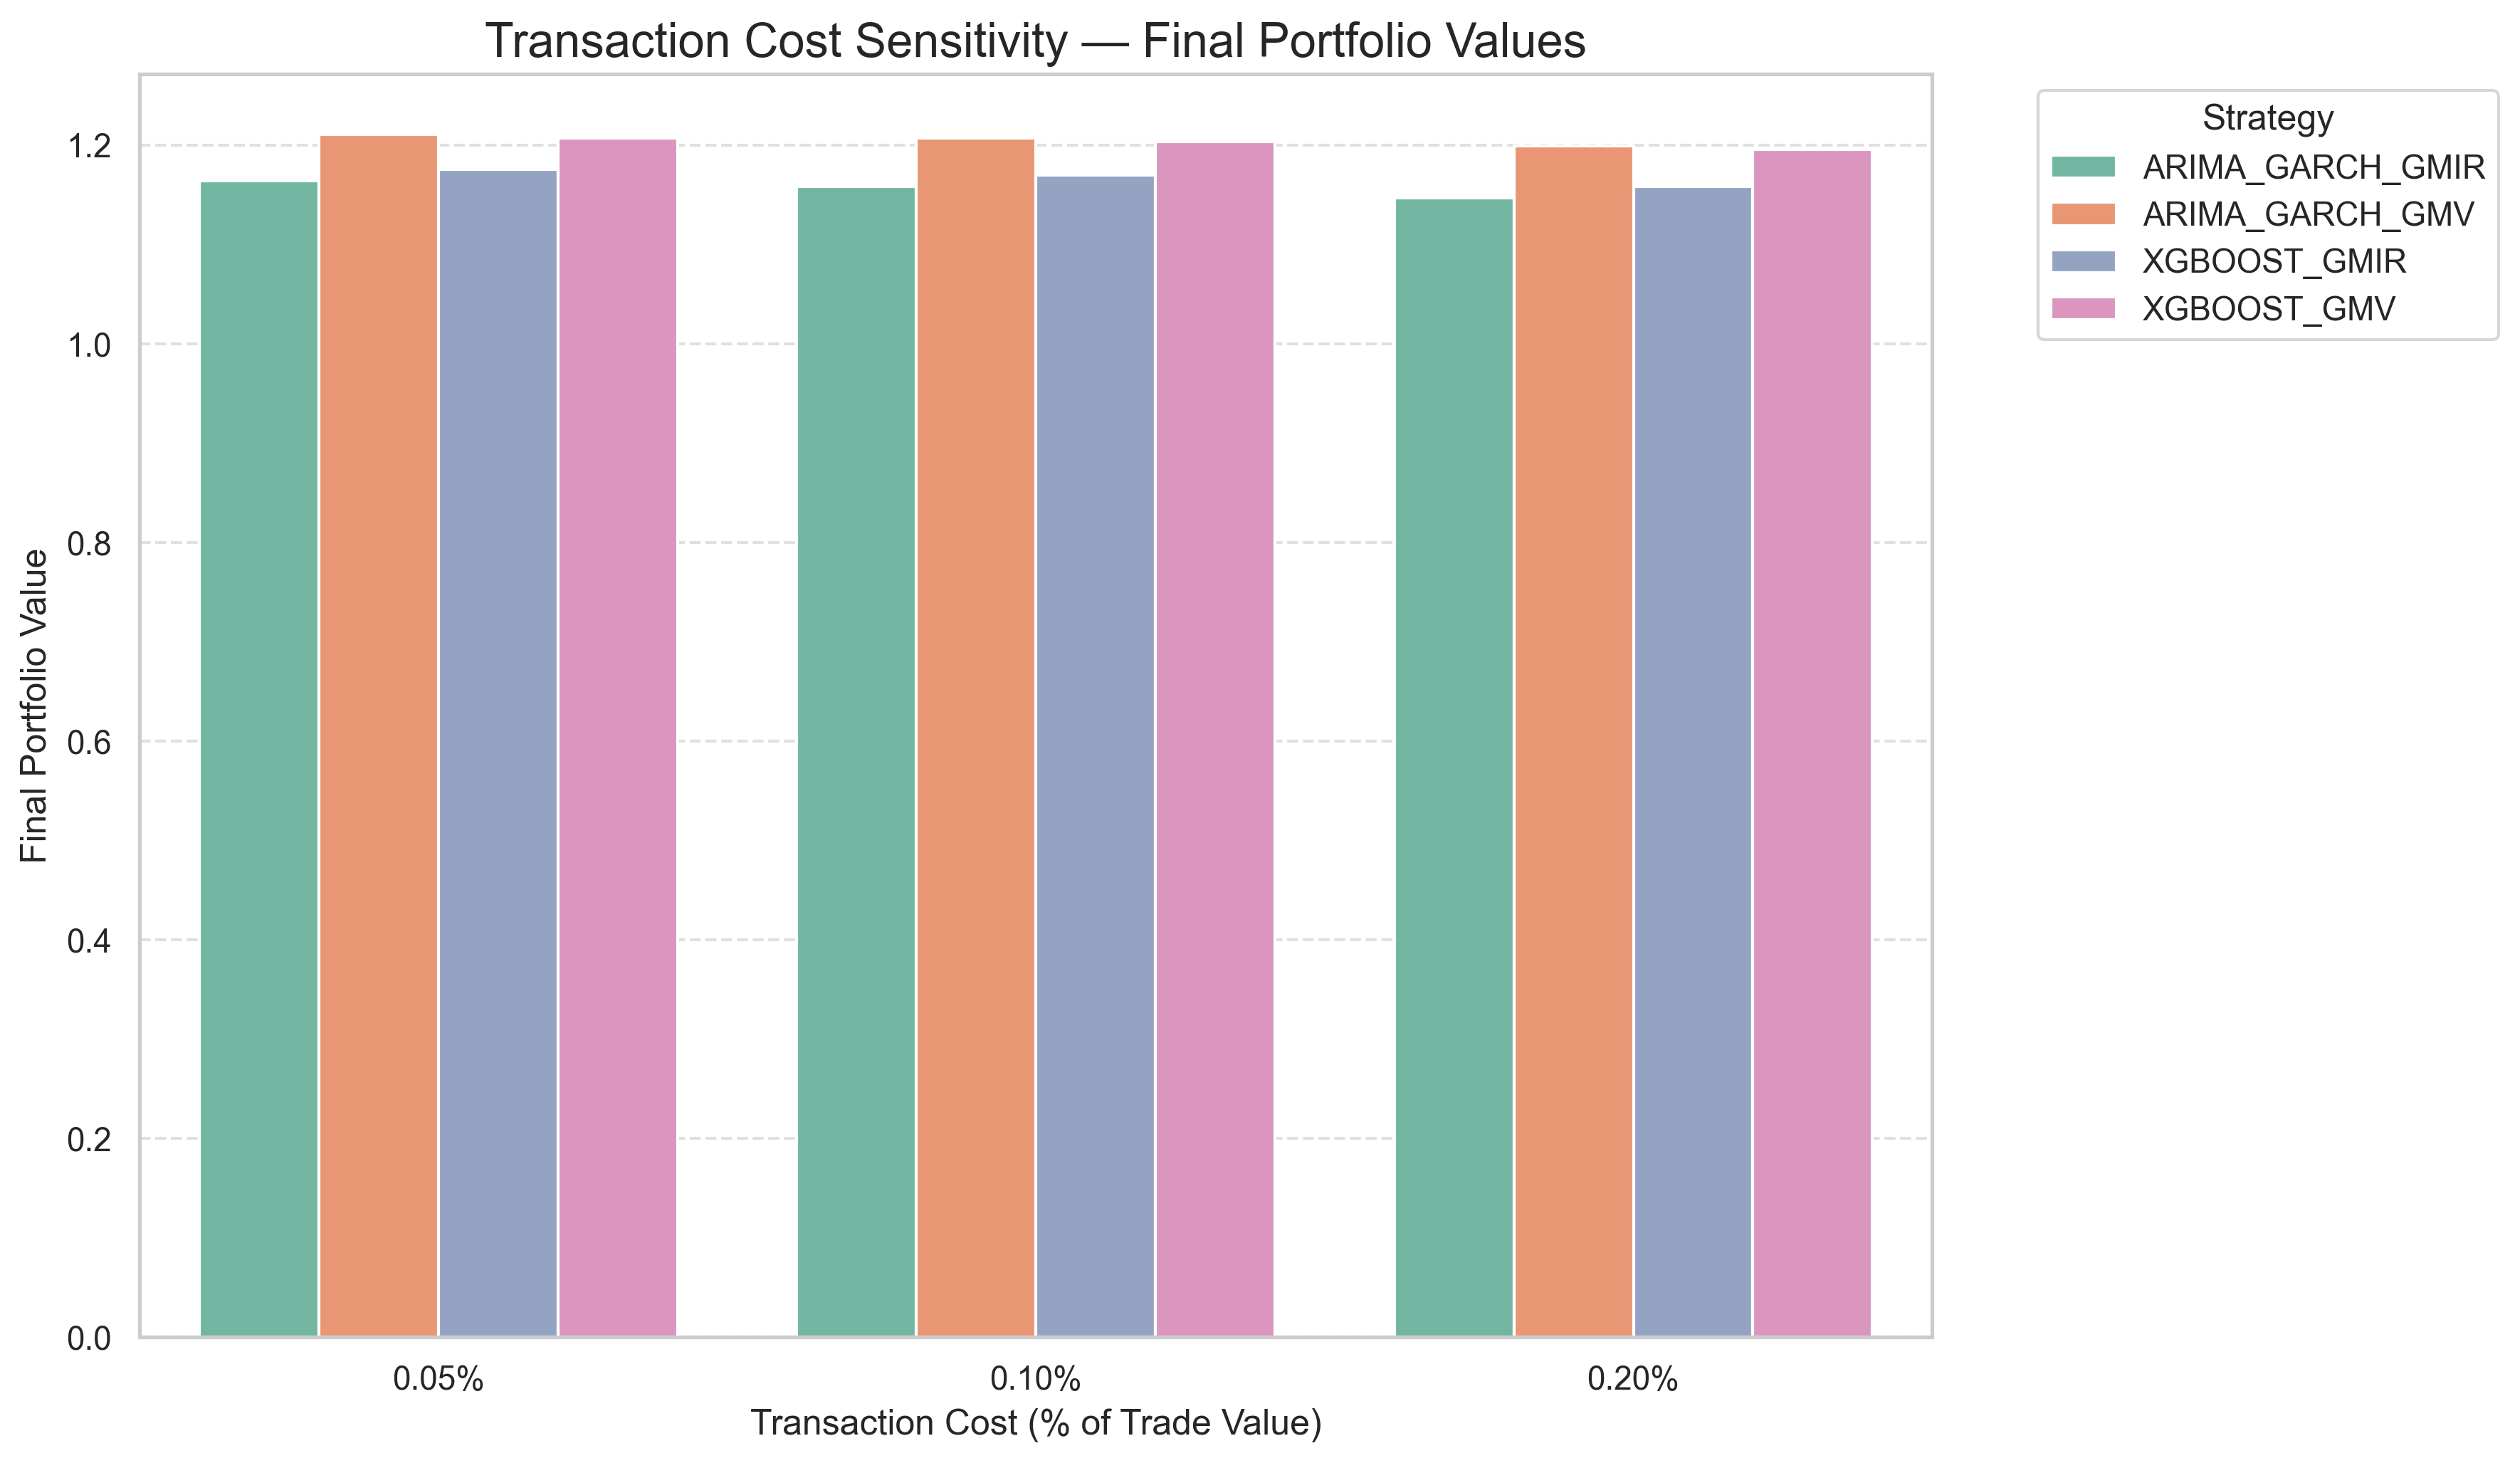 Transaction Cost Sensitivity — Final Portfolio Values
Strategy
ARIMA_GARCH_GMIR
ARIMA_GARCH_GMV
XGBOOST_GMIR
XGBOOST_GMV
Final Portfolio Value
1.2
1.0
0.8
0.6
0.4
0.2
0.0
0.05% 0.10% 0.20%
Transaction Cost (% of Trade Value)